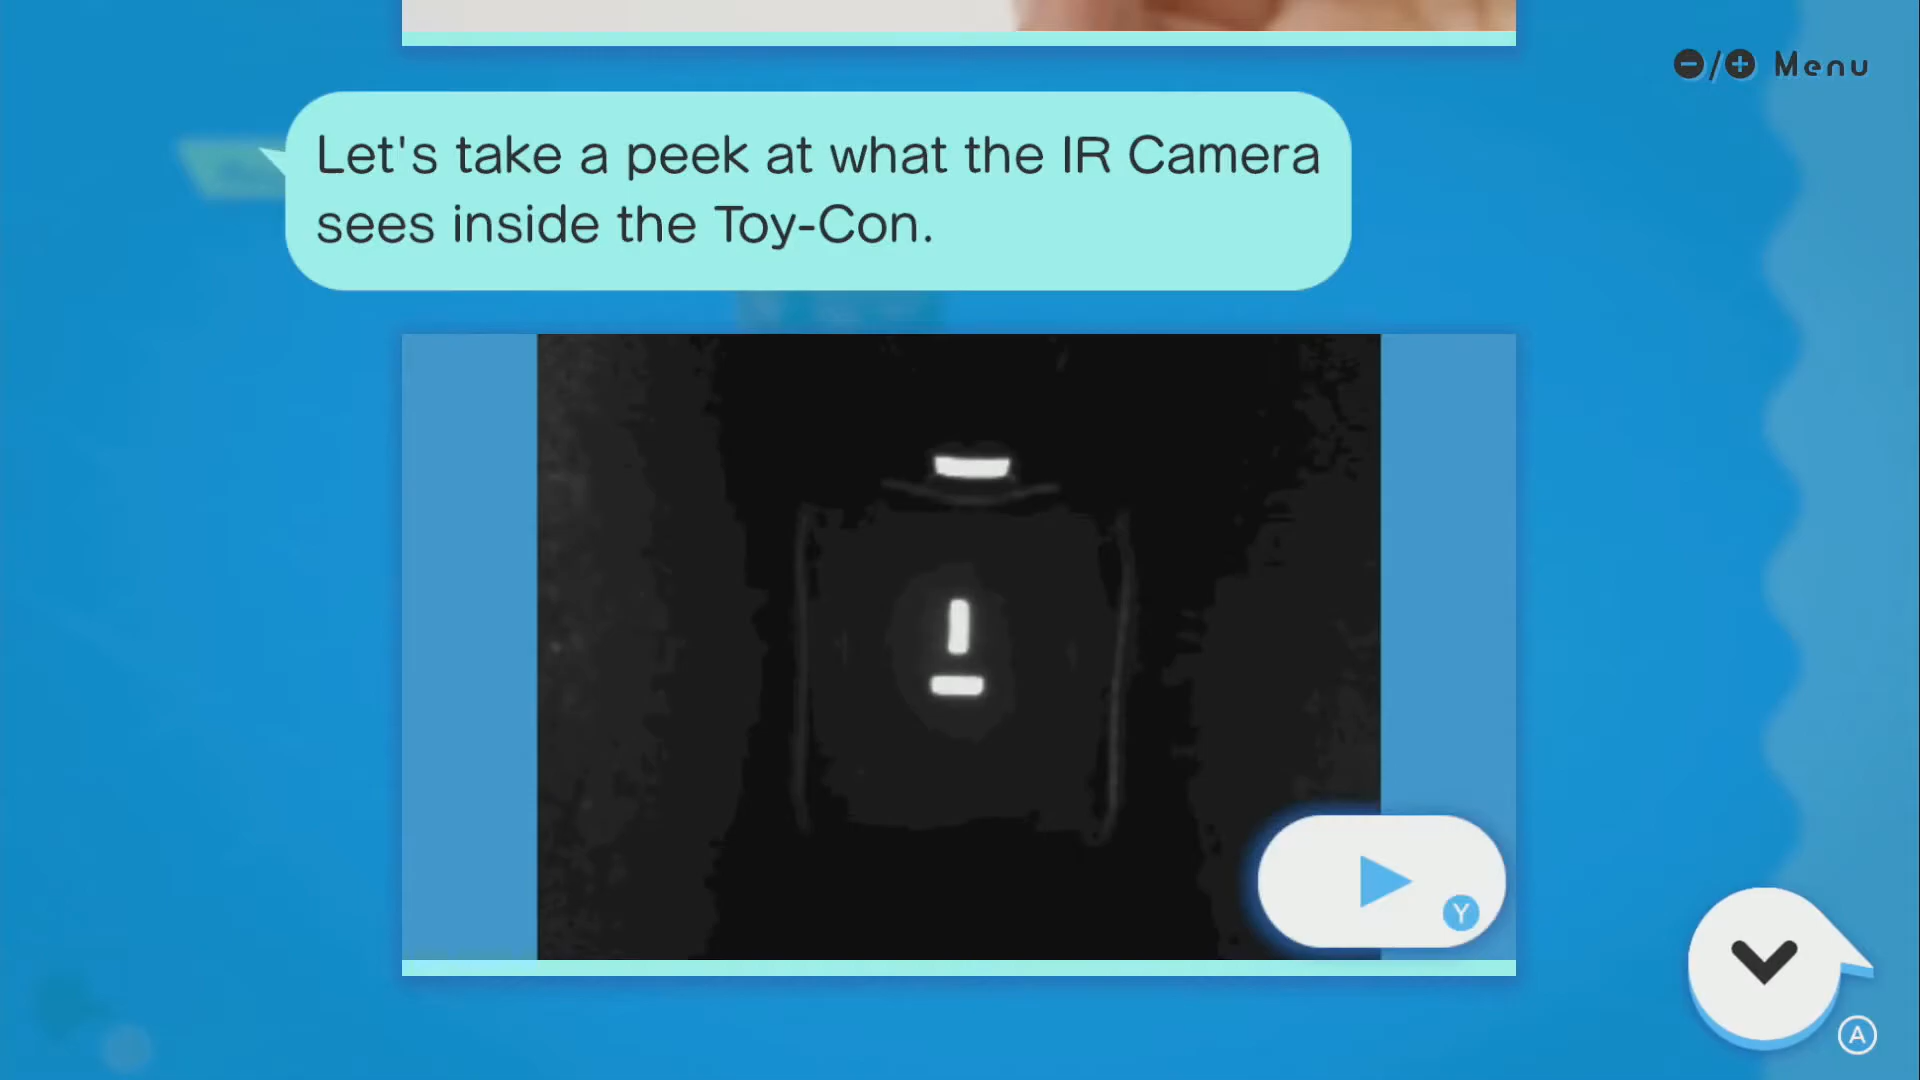 Menu
Let's take a peek at what the IR Camera
sees inside the Toy-Con.
Y
A